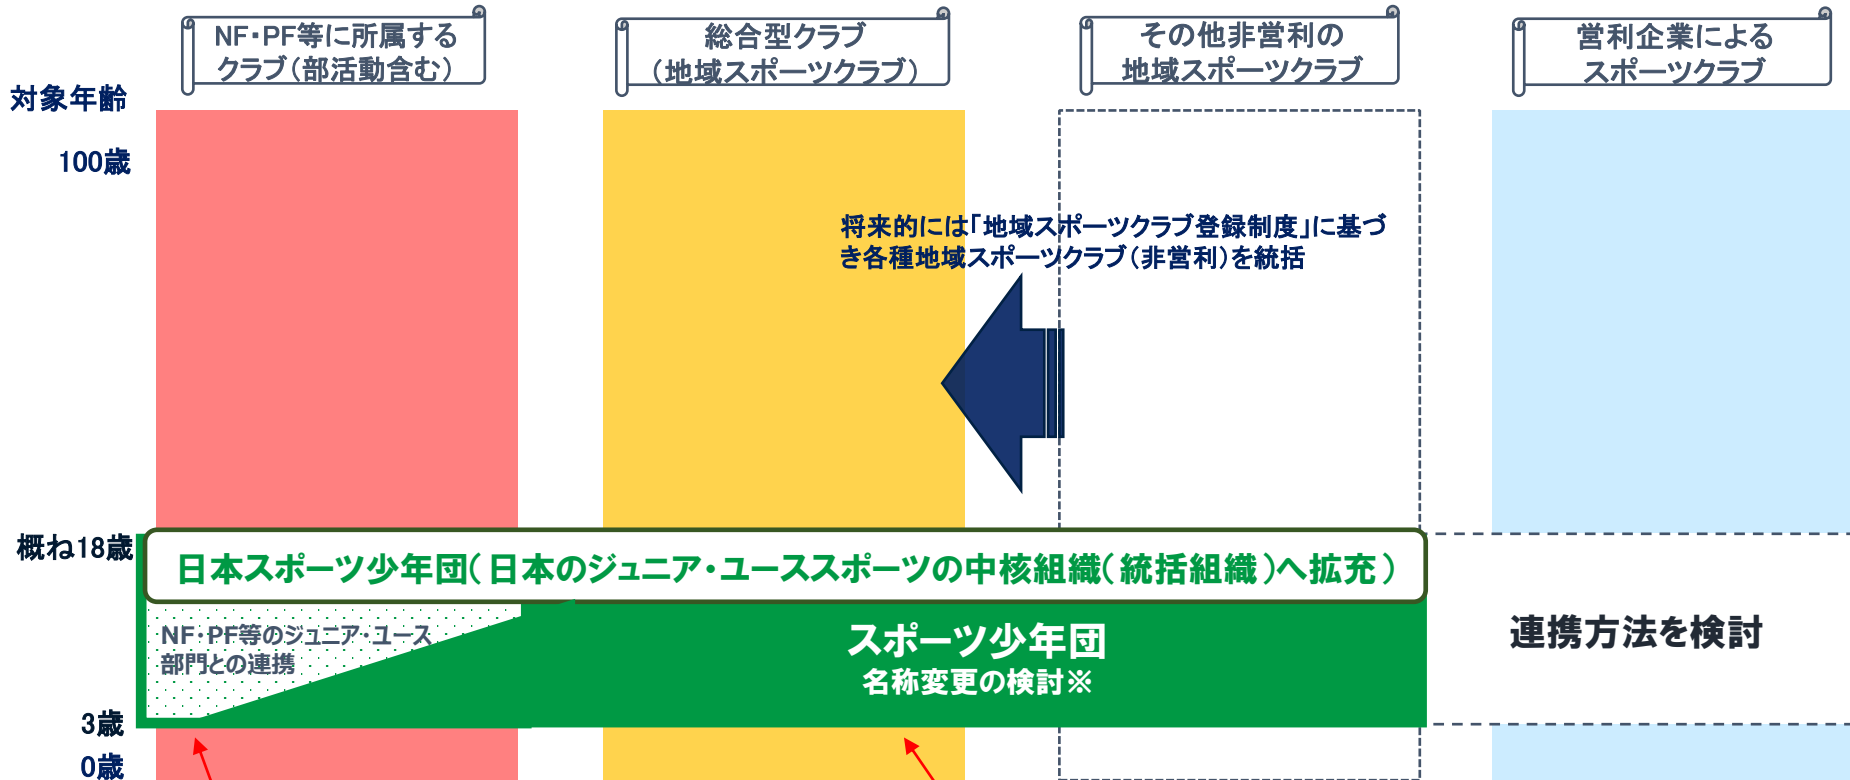 NF・PF等に所属する
クラブ（部活動含む）
総合型クラブ
（地域スポーツクラブ）
その他非営利の
地域スポーツクラブ
営利企業による
スポーツクラブ
対象年齢
100歳
将来的には「地域スポーツクラブ登録制度」に基づ
き各種地域スポーツクラブ（非営利）を統括
概ね18歳
日本スポーツ少年団（日本のジュニア・ユーススポーツの中核組織（統括組織）へ拡充）
NF・PF等のジュニア・ユース
部門との連携
スポーツ少年団
名称変更の検討※
連携方法を検討
3歳
0歳